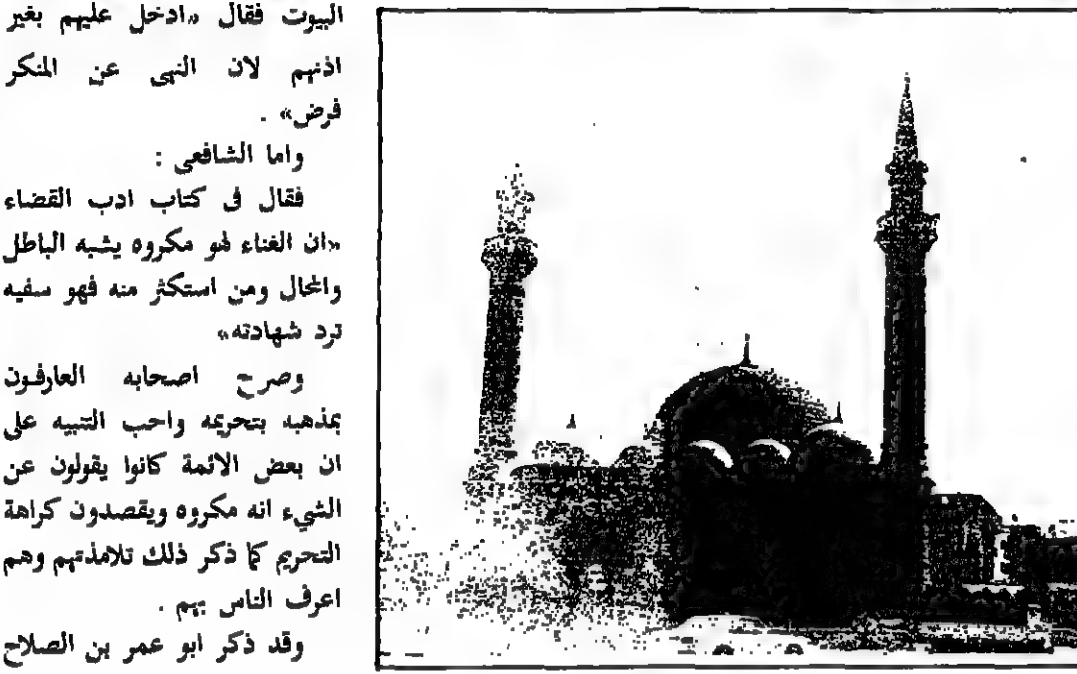 البيوت فقال «ادخل عليهم بغير
اذنهم لان النهى عن المنكر
فرض» .
واما الشافعى :
فقال فى كتاب ادب القضاء
«ان الغناء لهو مكروه يشبه الباطل
والمحال ومن استكثر منه فهو سفيه
ترد شهادته»
وصرح اصحابه العارفون
بمذهبه بتحريمه واحب التنبيه على
ان بعض الائمة كانوا يقولون عن
الشيء انه مكروه ويقصدون كراهة
التحريم كما ذكر ذلك تلامذتهم وهم
اعرف الناس بهم .
وقد ذكر ابو عمر بن الصلاح